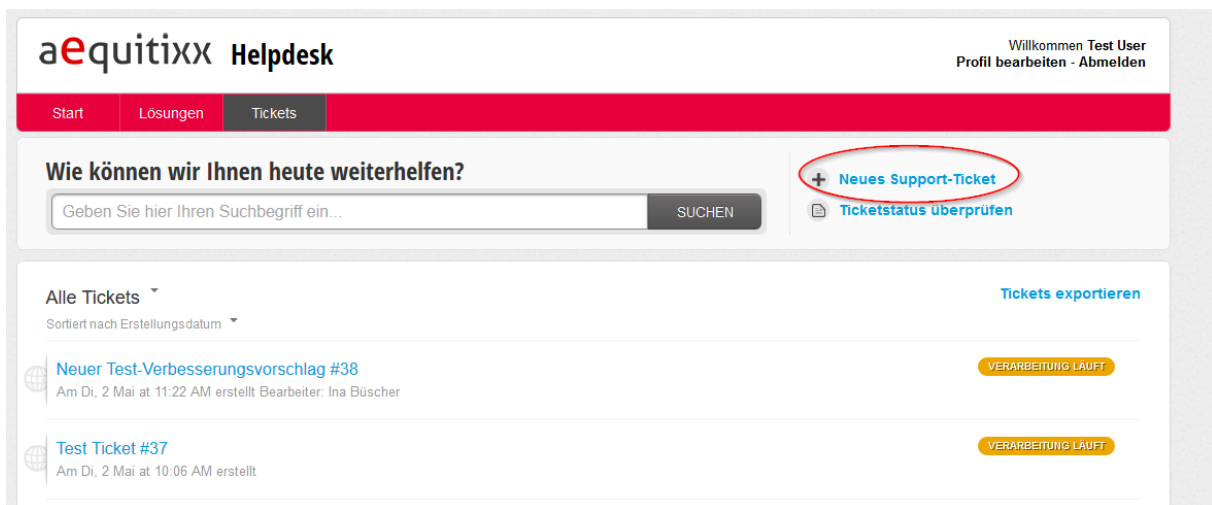 aequitixx Helpdesk
Willkommen Test User
Profil bearbeiten - Abmelden
Start Lösungen Tickets
Wie können wir Ihnen heute weiterhelfen?
Geben Sie hier Ihren Suchbegriff ein... SUCHEN
Neues Support-Ticket
Ticketstatus überprüfen
Alle Tickets
Tickets exportieren
Sortiert nach Erstellungsdatum
Neuer Test-Verbesserungsvorschlag #38
VERARBEITUNG LÄUFT
Am Di, 2 Mai at 11:22 AM erstellt Bearbeiter: Ina Büscher
Test Ticket #37
VERARBEITUNG LÄUFT
Am Di, 2 Mai at 10:06 AM erstellt